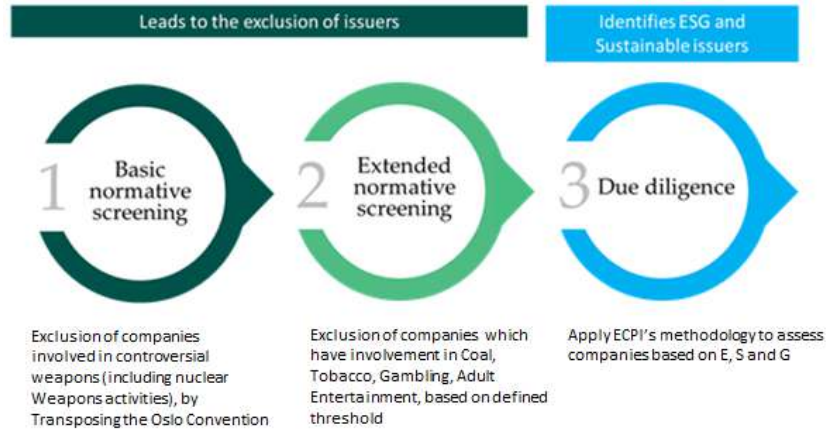 Leads to the exclusion of issuers
Identifies ESG and
Sustainable issuers
1
Basic
normative
screening
2
Extended
normative
screening
3
Due diligence
Exclusion of companies
involved in controversial
weapons (including nuclear
Weapons activities), by
Transposing the Oslo Convention
Exclusion of companies which
have involvement in Coal,
Tobacco, Gambling, Adult
Entertainment, based on defined
threshold
Apply ECPI's methodology to assess
companies based on E, S and G